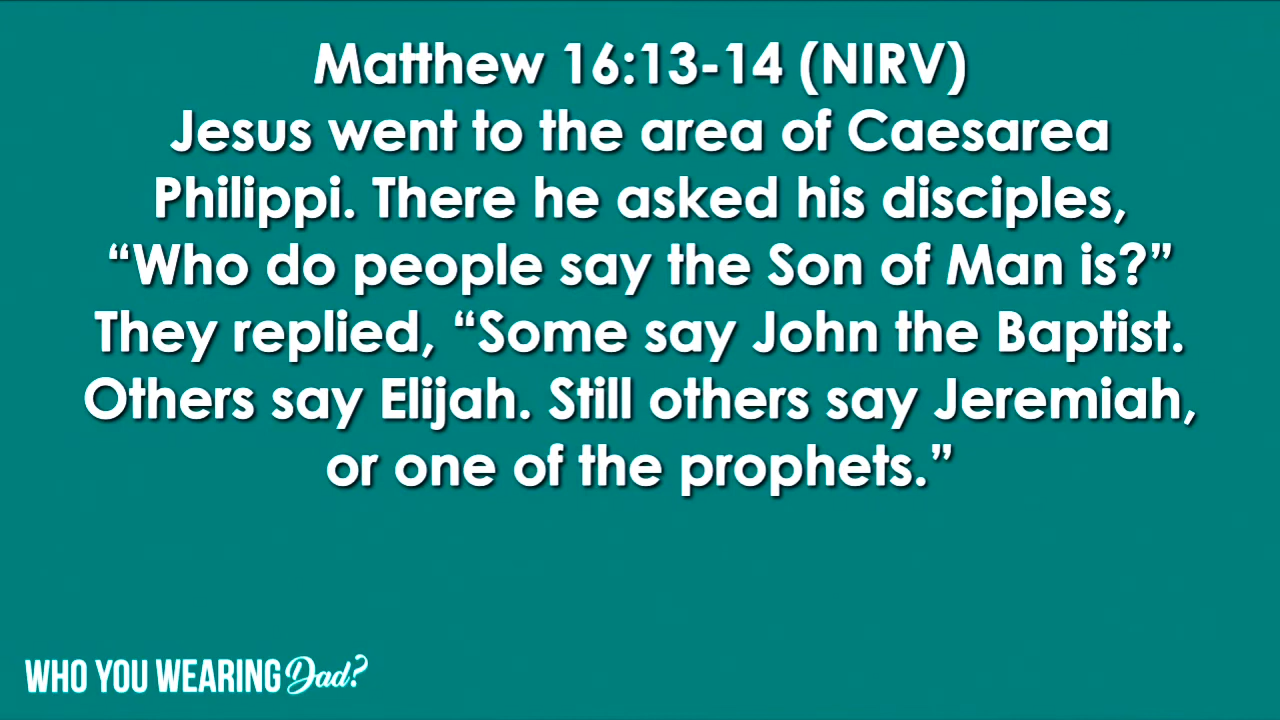 Matthew 16:13-14 (NIRV)
Jesus went to the area of Caesarea
Philippi. There he asked his disciples,
“Who do people say the Son of Man is?”
They replied, “Some say John the Baptist.
Others say Elijah. Still others say Jeremiah,
or one of the prophets.”
WHO YOU WEARING Dad?